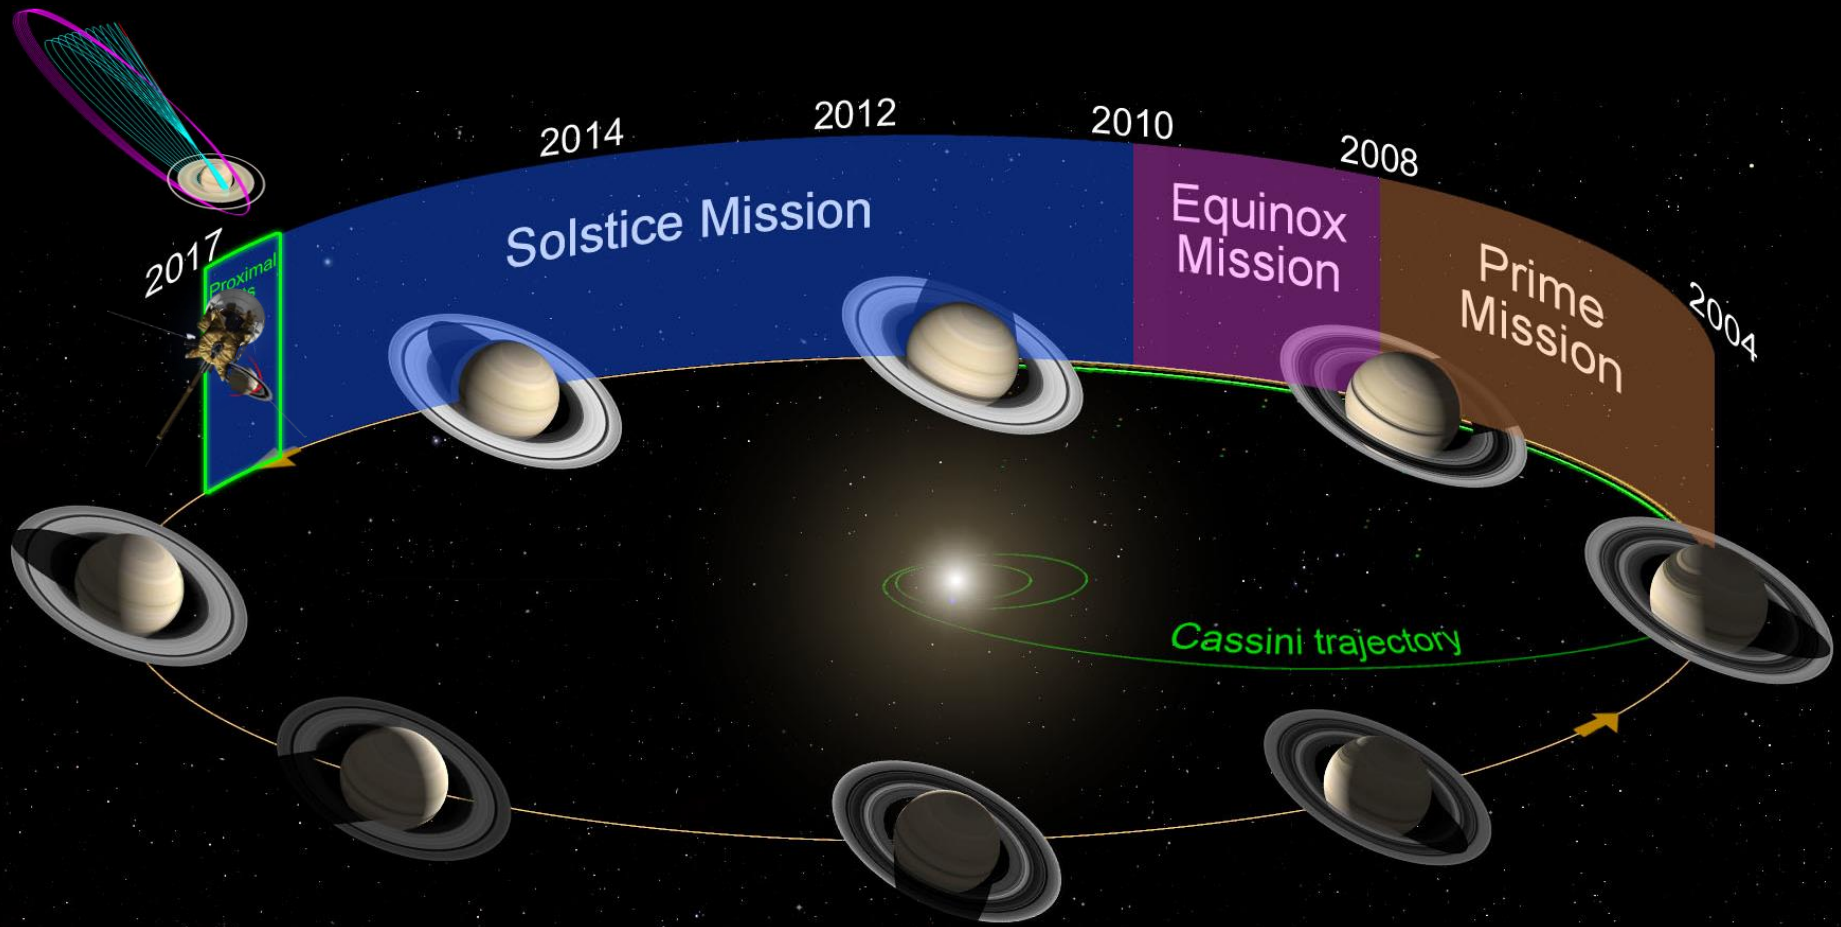 2014
2012
2010
2008
2004
2017
Solstice Mission
Equinox
Mission
Prime
Mission
Proximal
Cassini trajectory